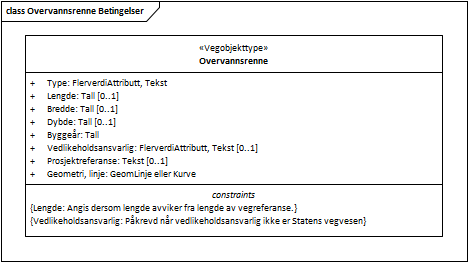 class Overvannsrenne Betingelser
«Vegobjekttype»
Overvannsrenne
+ Type: FlerverdiAttributt, Tekst
+ Lengde: Tall [0..1]
+ Bredde: Tall [0..1]
+ Dybde: Tall [0..1]
+ Byggeår: Tall
+ Vedlikeholdsansvarlig: FlerverdiAttributt, Tekst [0..1]
+ Prosjektreferanse: Tekst [0..1]
+ Geometri, linje: GeomLinje eller Kurve
constraints
{Lengde: Angis dersom lengde avviker fra lengde av vegreferanse.}
{Vedlikeholdsansvarlig: Påkrevd når vedlikeholdsansvarlig ikke er Statens vegvesen}